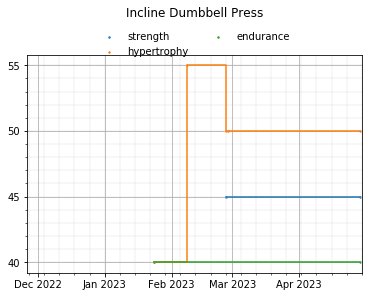 Incline Dumbbell Press
strength
endurance
hypertrophy
55
50
45
40
Dec 2022 Jan 2023 Feb 2023 Mar 2023 Apr 2023